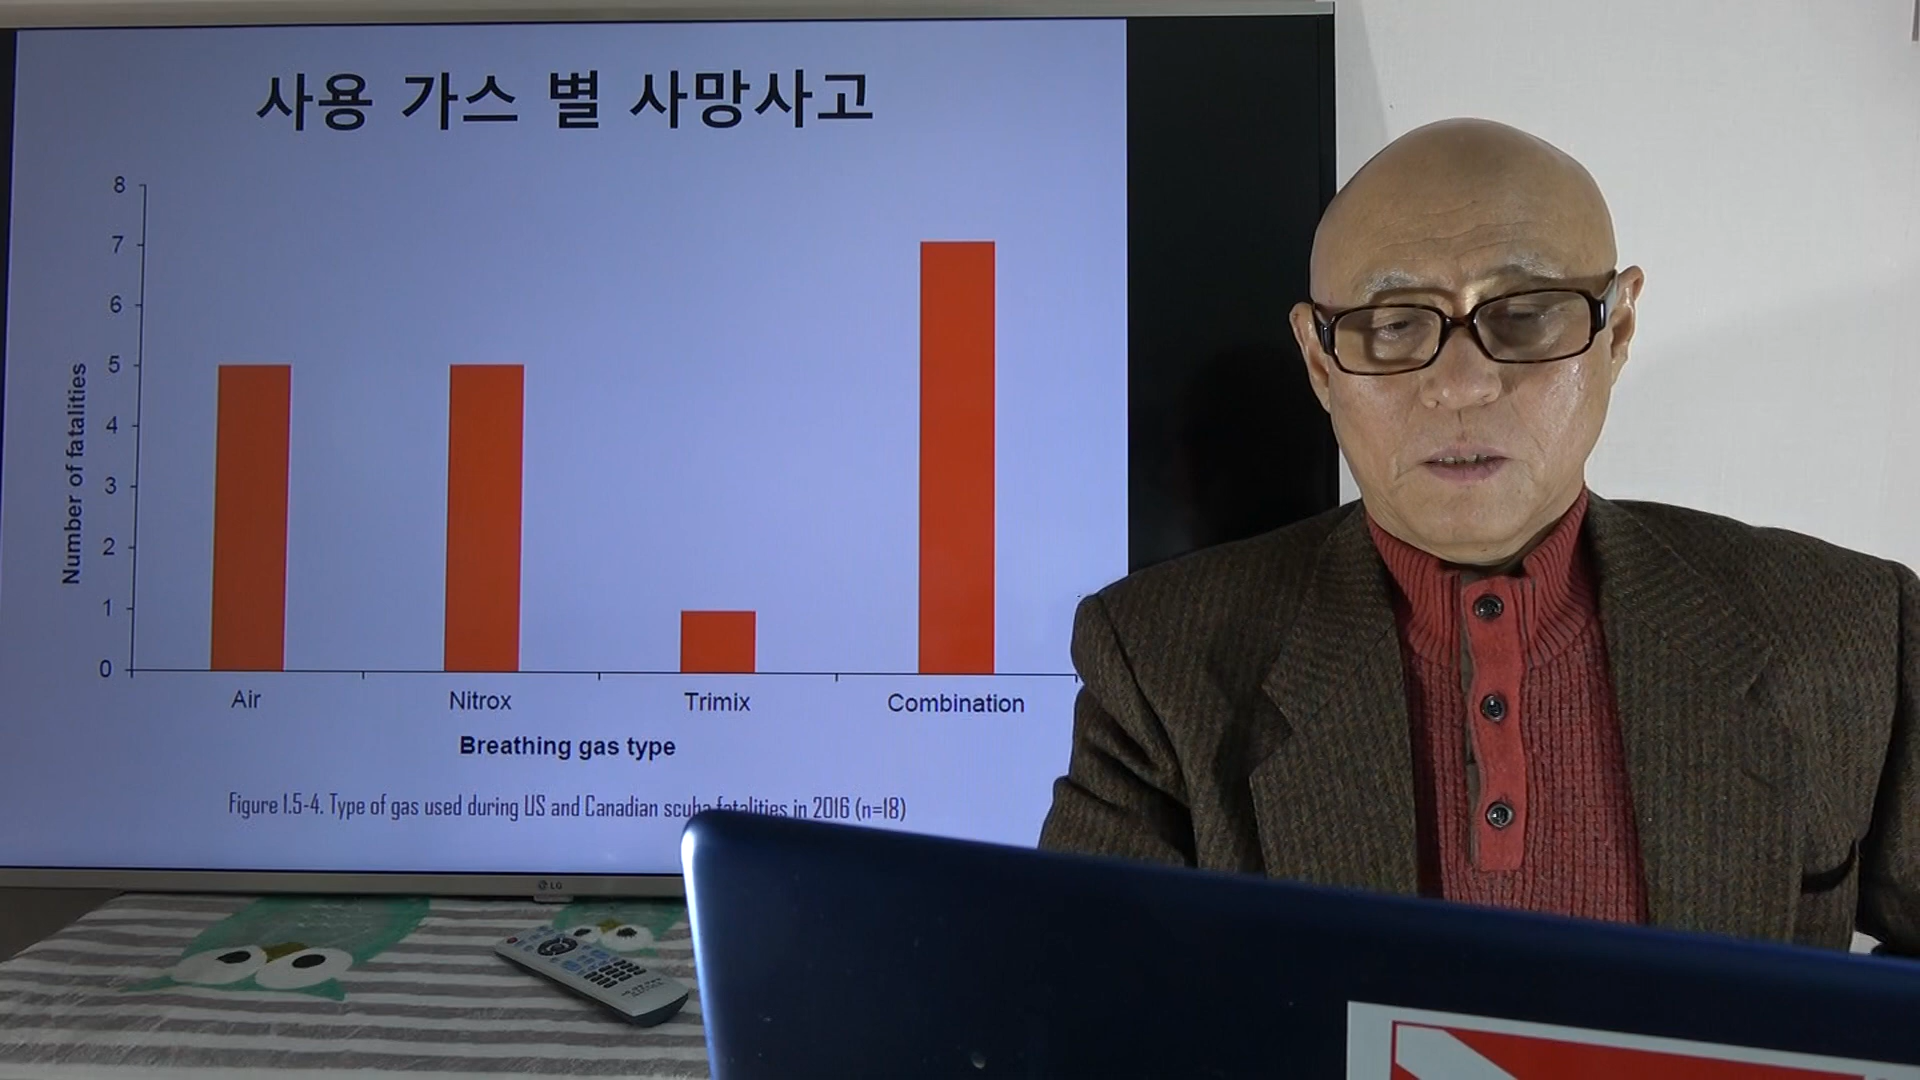 사용 가스 별 사망사고
8
7
6
5
4
3
2
1
0
Number of fatalities
Air
Nitrox
Trimix
Combination
Breathing gas type
Figure 1.5-4. Type of gas used during US and Canadian scuba fatalities in 2016 (n=18)
LG